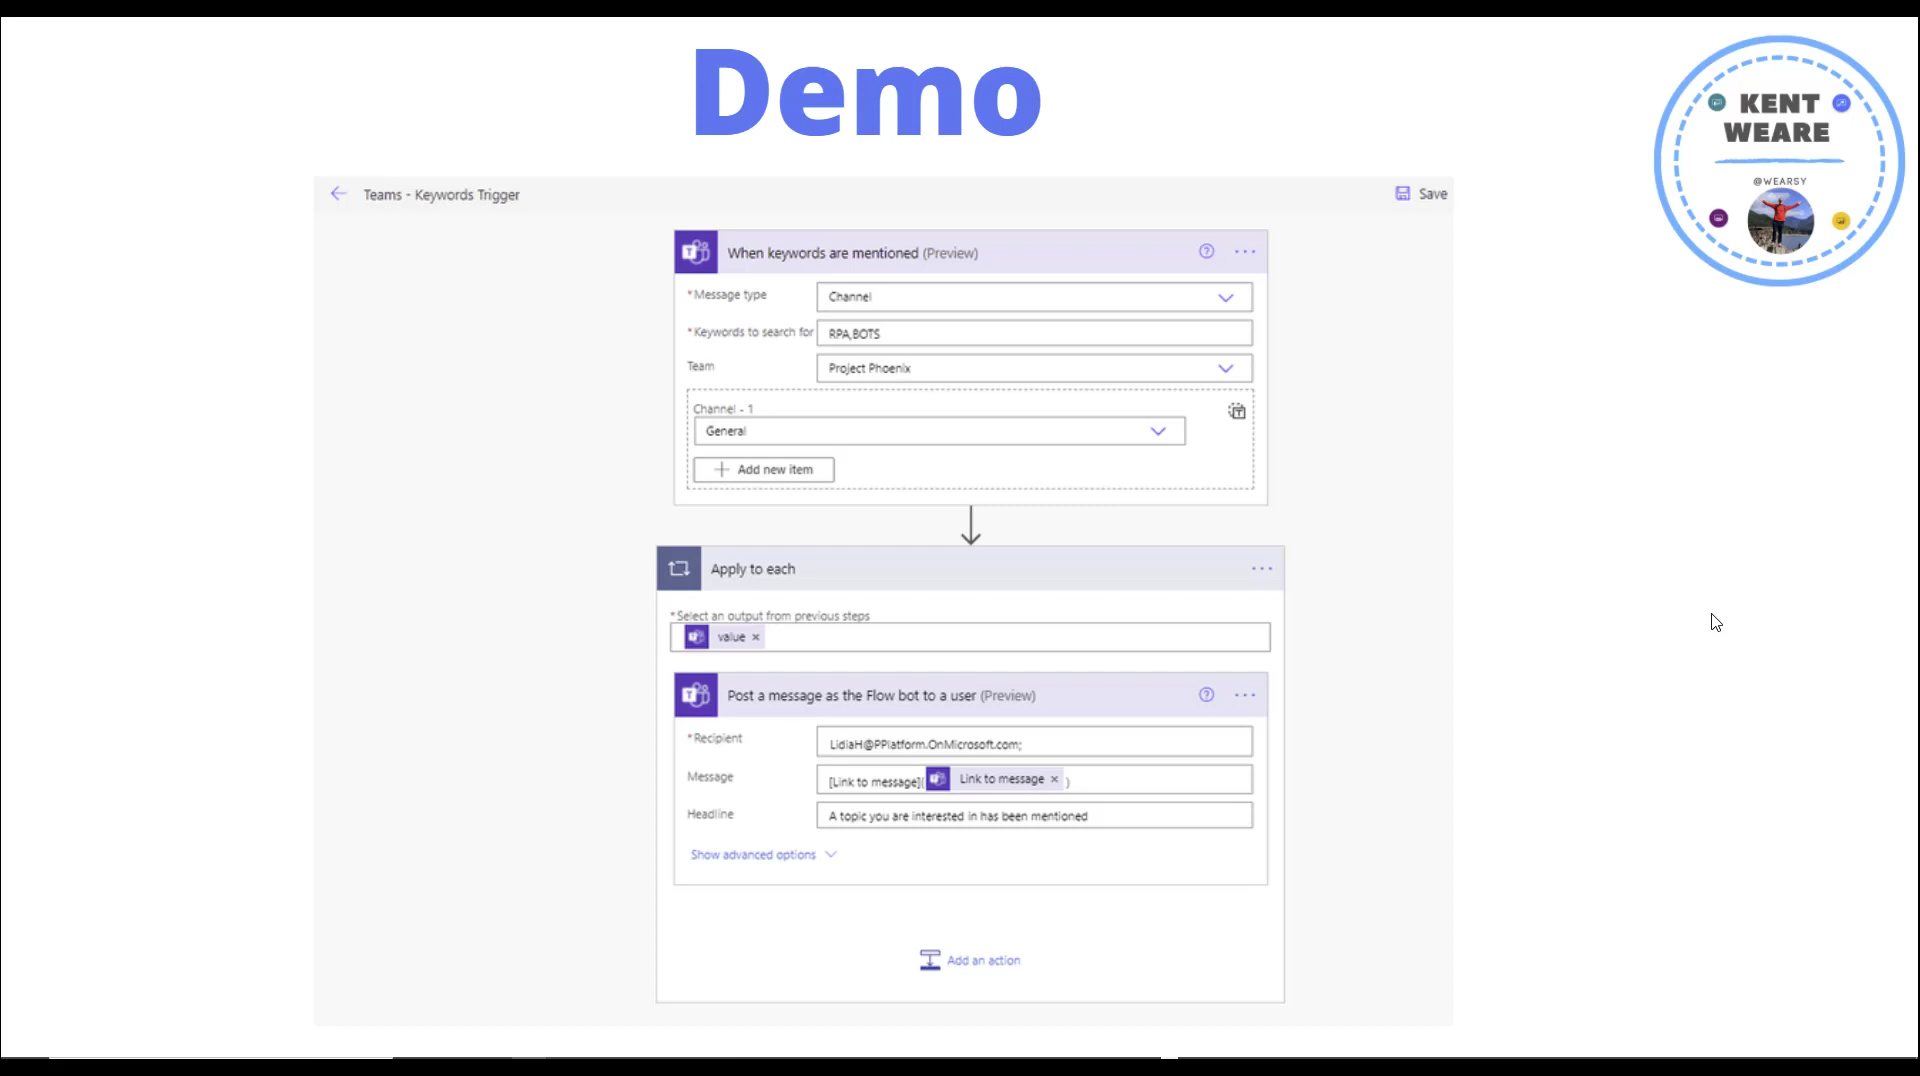 Demo
KENT
WEARE
@WEARSY
Teams - Keywords Trigger
Save
When keywords are mentioned (Preview)
*Message type
Channel
*Keywords to search for
RPA,BOTS
Team
Project Phoenix
Channel - 1
General
Add new item
Apply to each
*Select an output from previous steps
value ×
Post a message as the Flow bot to a user (Preview)
*Recipient
LidiaH@PPlatform.OnMicrosoft.com;
Message
[Link to message]( Link to message × )
Headline
A topic you are interested in has been mentioned
Show advanced options
Add an action